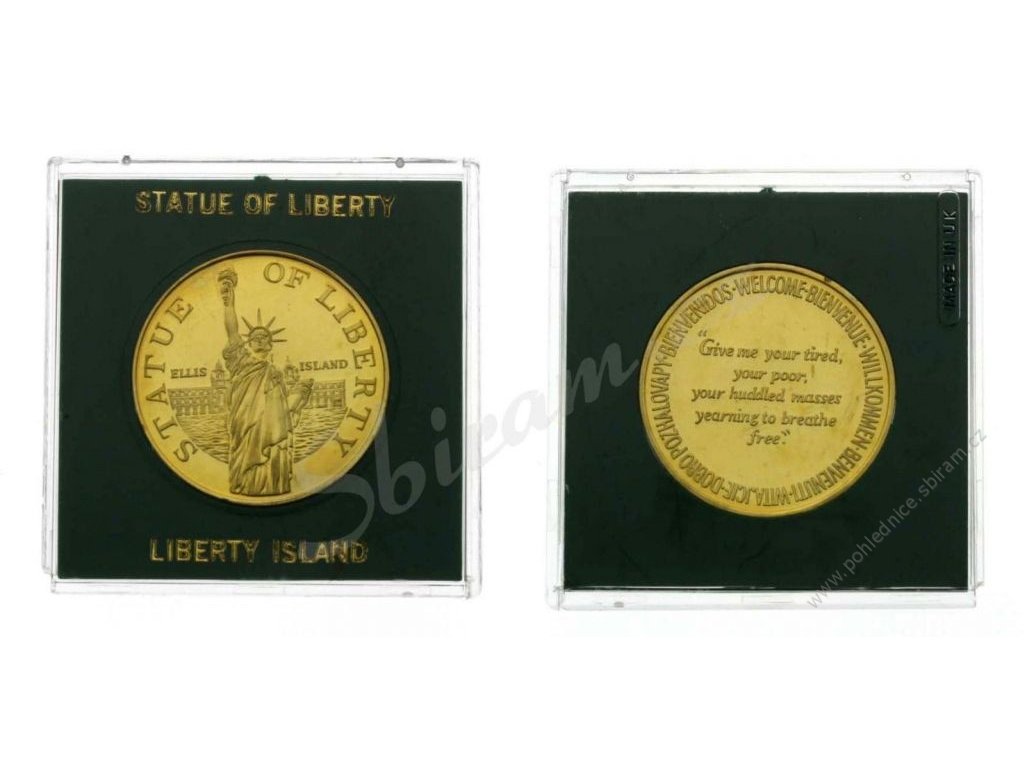 STATUE OF LIBERTY
STATUE OF LIBERTY
ELLIS ISLAND
LIBERTY ISLAND
MADE IN UK
BIENVENIDOS·WELCOME·BIENVENUE·WILLKOMMEN·BENVENUTI·WITAJCIE·DOBRO POZHALOVAPY·
"Give me your tired,
your poor,
your huddled masses
yearning to breathe
free."
Sbiram.cz
www.pohlednice.sbiram.cz